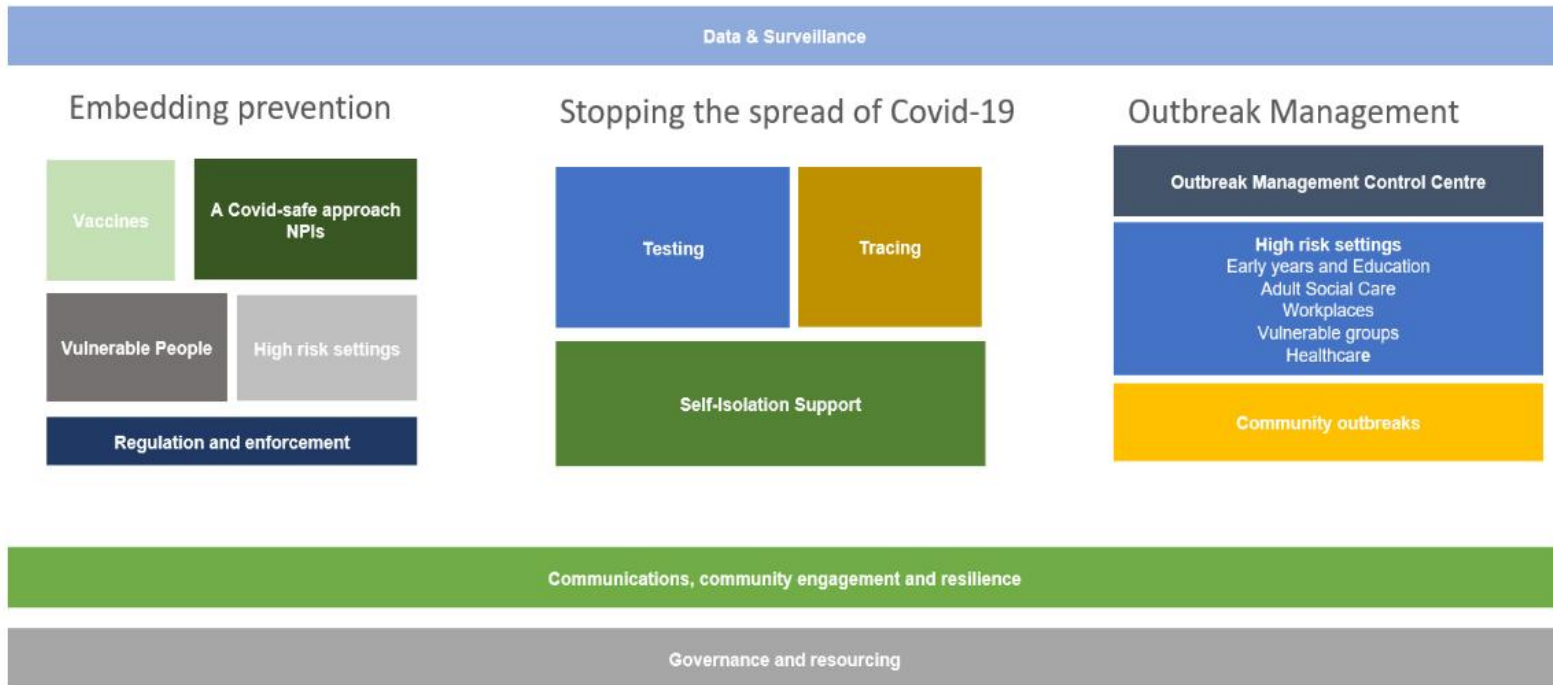 Data & Surveillance
Embedding prevention
Vaccines
A Covid-safe approach
NPIs
Vulnerable People
High risk settings
Regulation and enforcement
Stopping the spread of Covid-19
Testing
Tracing
Self-Isolation Support
Outbreak Management
Outbreak Management Control Centre
High risk settings
Early years and Education
Adult Social Care
Workplaces
Vulnerable groups
Healthcare
Community outbreaks
Communications, community engagement and resilience
Governance and resourcing